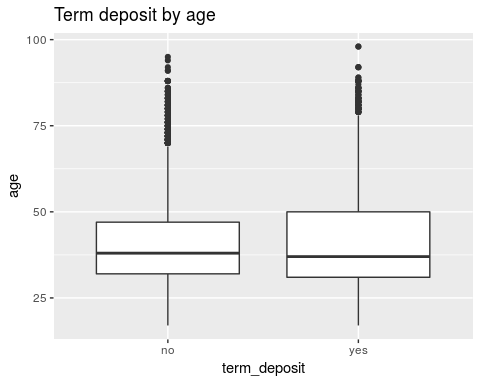 Term deposit by age
100
75
50
25
age
no
yes
term_deposit